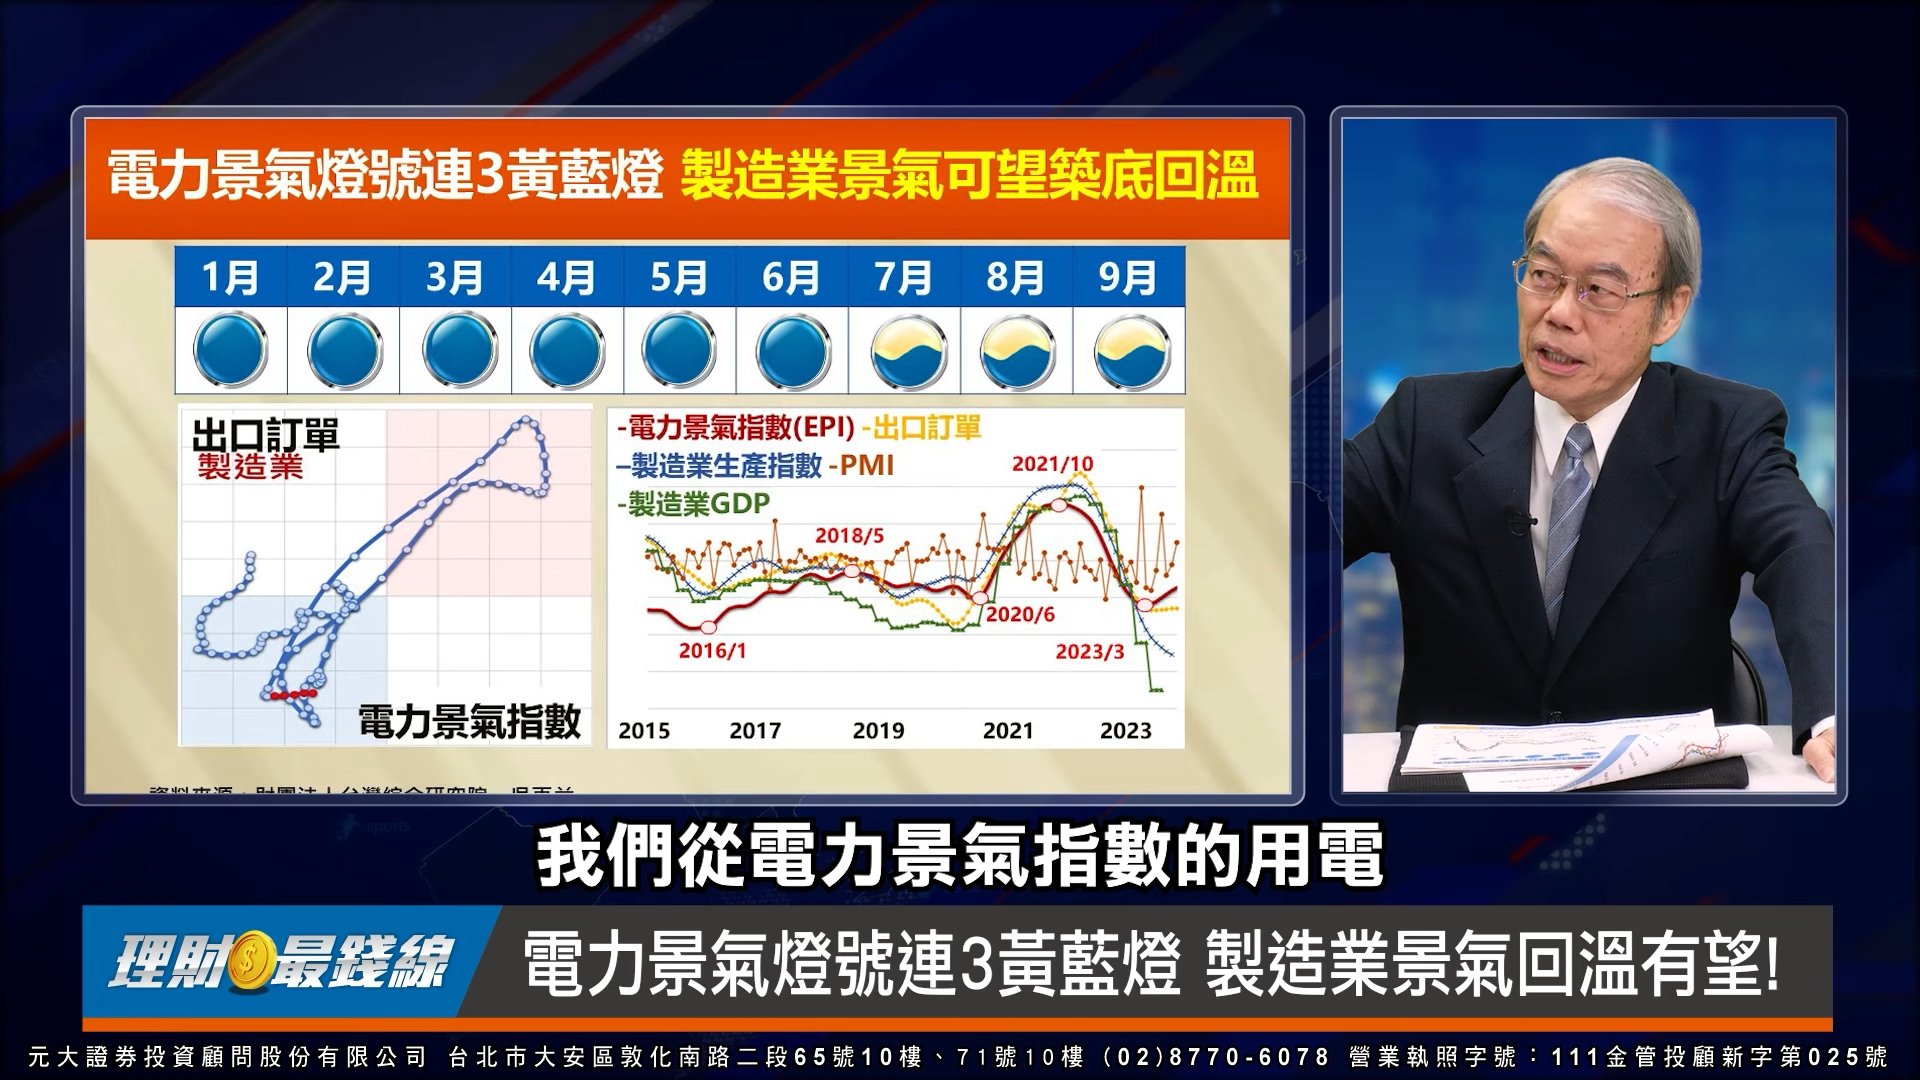 電力景氣燈號連3黃藍燈 製造業景氣可望築底回溫
1月 2月 3月 4月 5月 6月 7月 8月 9月
出口訂單
製造業
電力景氣指數
-電力景氣指數(EPI) -出口訂單
–製造業生產指數 -PMI
-製造業GDP
2021/10
2018/5
2020/6
2016/1
2023/3
2015 2017 2019 2021 2023
我們從電力景氣指數的用電
理財最錢線
電力景氣燈號連3黃藍燈 製造業景氣回溫有望!
元大證券投資顧問股份有限公司 台北市大安區敦化南路二段65號10樓、71號10樓 (02)8770-6078 營業執照字號：111金管投顧新字第025號